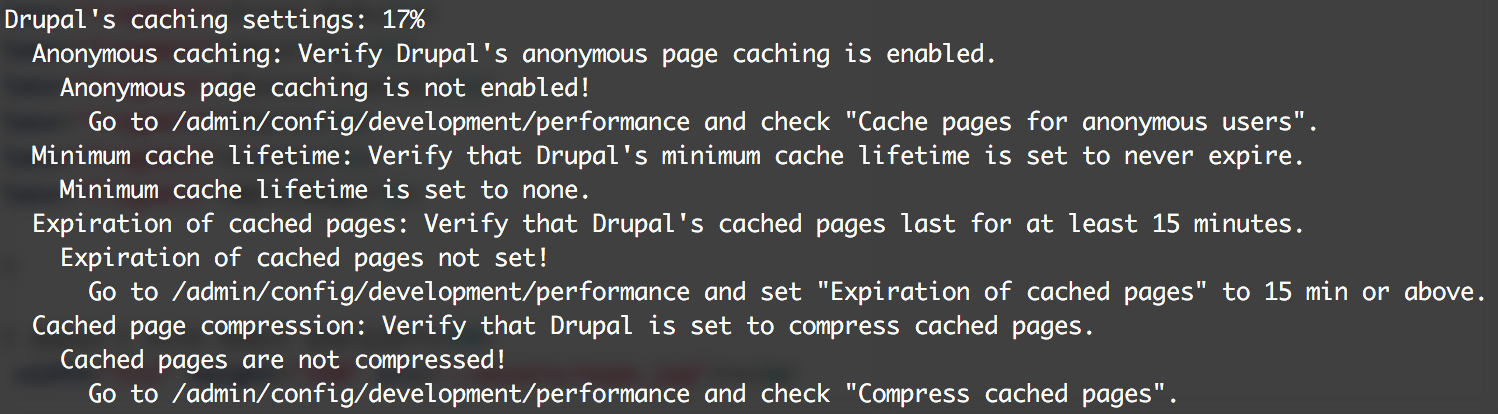 Drupal's caching settings: 17%
Anonymous caching: Verify Drupal's anonymous page caching is enabled.
Anonymous page caching is not enabled!
Go to /admin/config/development/performance and check "Cache pages for anonymous users".
Minimum cache lifetime: Verify that Drupal's minimum cache lifetime is set to never expire.
Minimum cache lifetime is set to none.
Expiration of cached pages: Verify that Drupal's cached pages last for at least 15 minutes.
Expiration of cached pages not set!
Go to /admin/config/development/performance and set "Expiration of cached pages" to 15 min or above.
Cached page compression: Verify that Drupal is set to compress cached pages.
Cached pages are not compressed!
Go to /admin/config/development/performance and check "Compress cached pages".